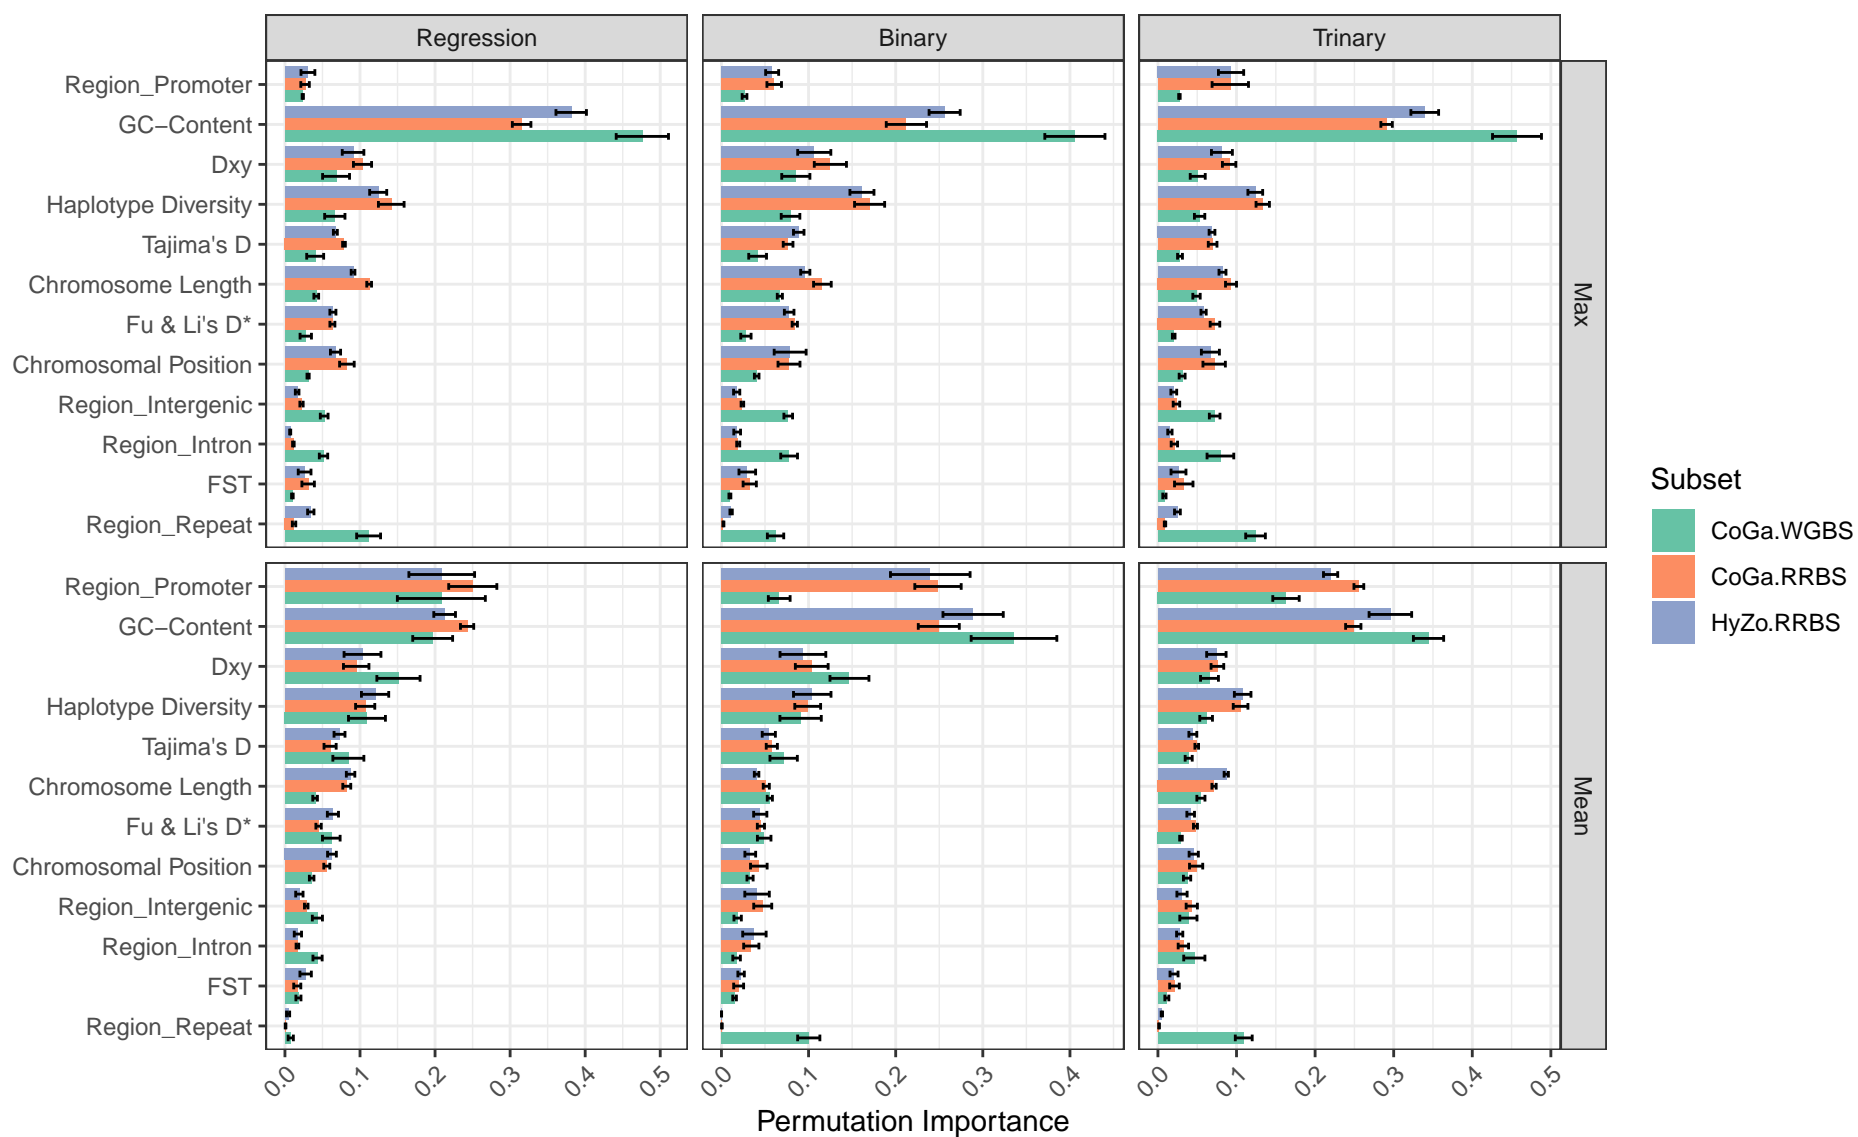 Regression Binary Trinary
Region_Promoter
GC−Content
Dxy
Haplotype Diversity
Tajima's D
Chromosome Length
Fu & Li's D*
Chromosomal Position
Region_Intergenic
Region_Intron
FST
Region_Repeat
Max
Region_Promoter
GC−Content
Dxy
Haplotype Diversity
Tajima's D
Chromosome Length
Fu & Li's D*
Chromosomal Position
Region_Intergenic
Region_Intron
FST
Region_Repeat
Mean
0.0 0.1 0.2 0.3 0.4 0.5 0.0 0.1 0.2 0.3 0.4 0.0 0.1 0.2 0.3 0.4 0.5
Permutation Importance
Subset
CoGa.WGBS
CoGa.RRBS
HyZo.RRBS